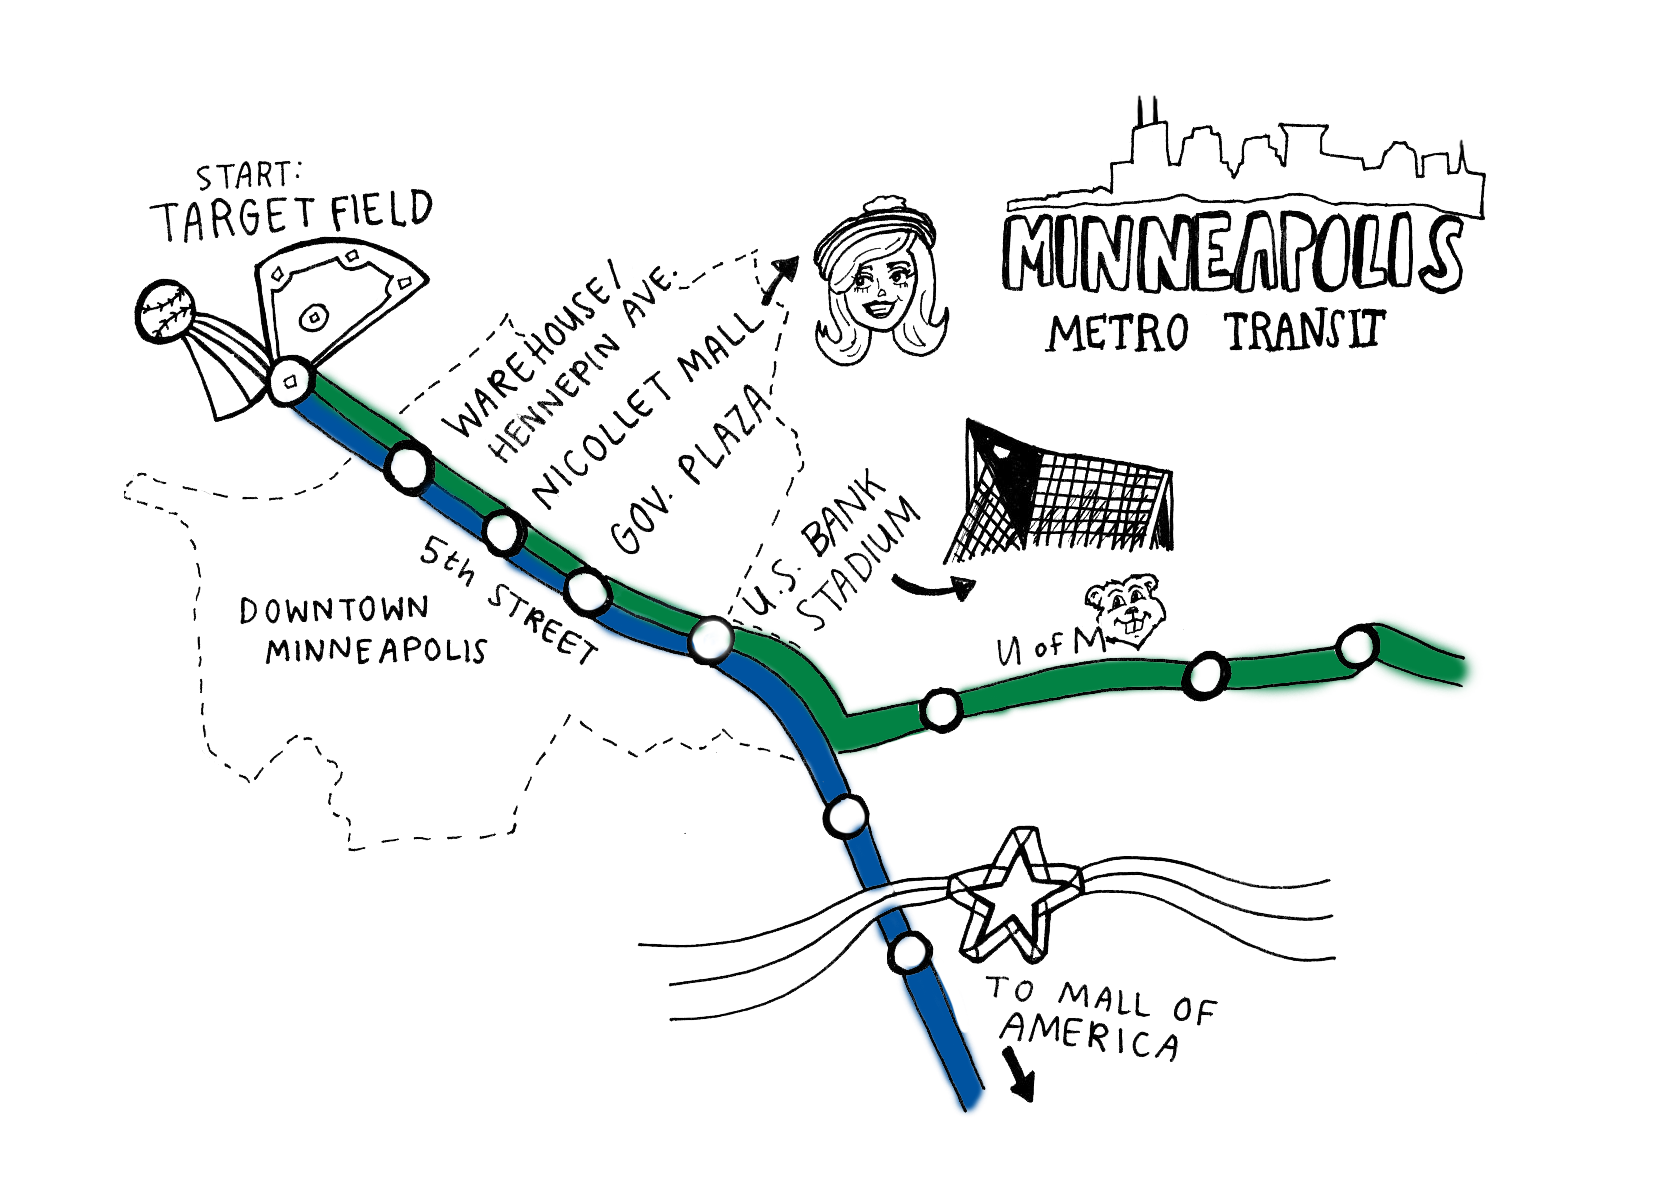 START:
TARGET FIELD
MINNEAPOLIS
METRO TRANSIT
WAREHOUSE/
HENNEPIN AVE.
NICOLLET MALL
GOV. PLAZA
U.S. BANK
STADIUM
5th STREET
DOWNTOWN
MINNEAPOLIS
U of M
TO MALL OF
AMERICA